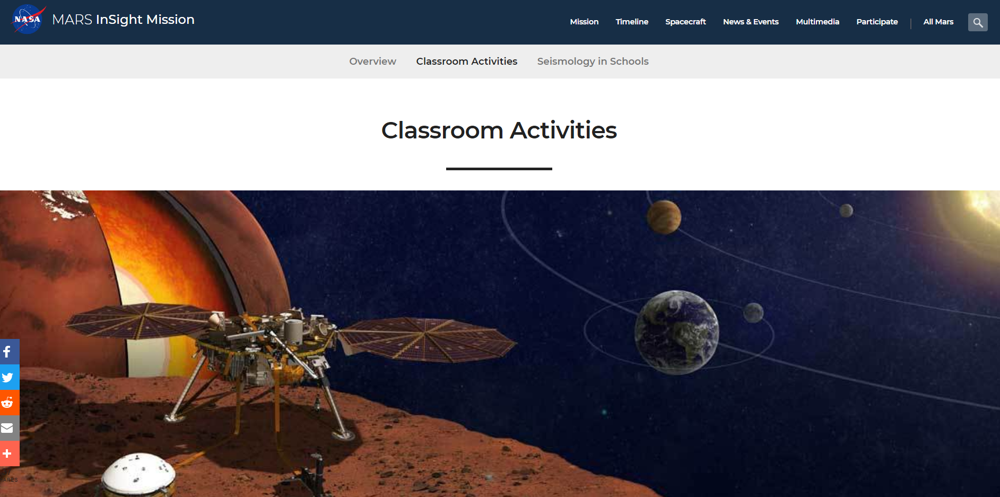 NASA
MARS InSight Mission
Mission
Timeline
Spacecraft
News & Events
Multimedia
Participate
All Mars
Overview
Classroom Activities
Seismology in Schools
Classroom Activities